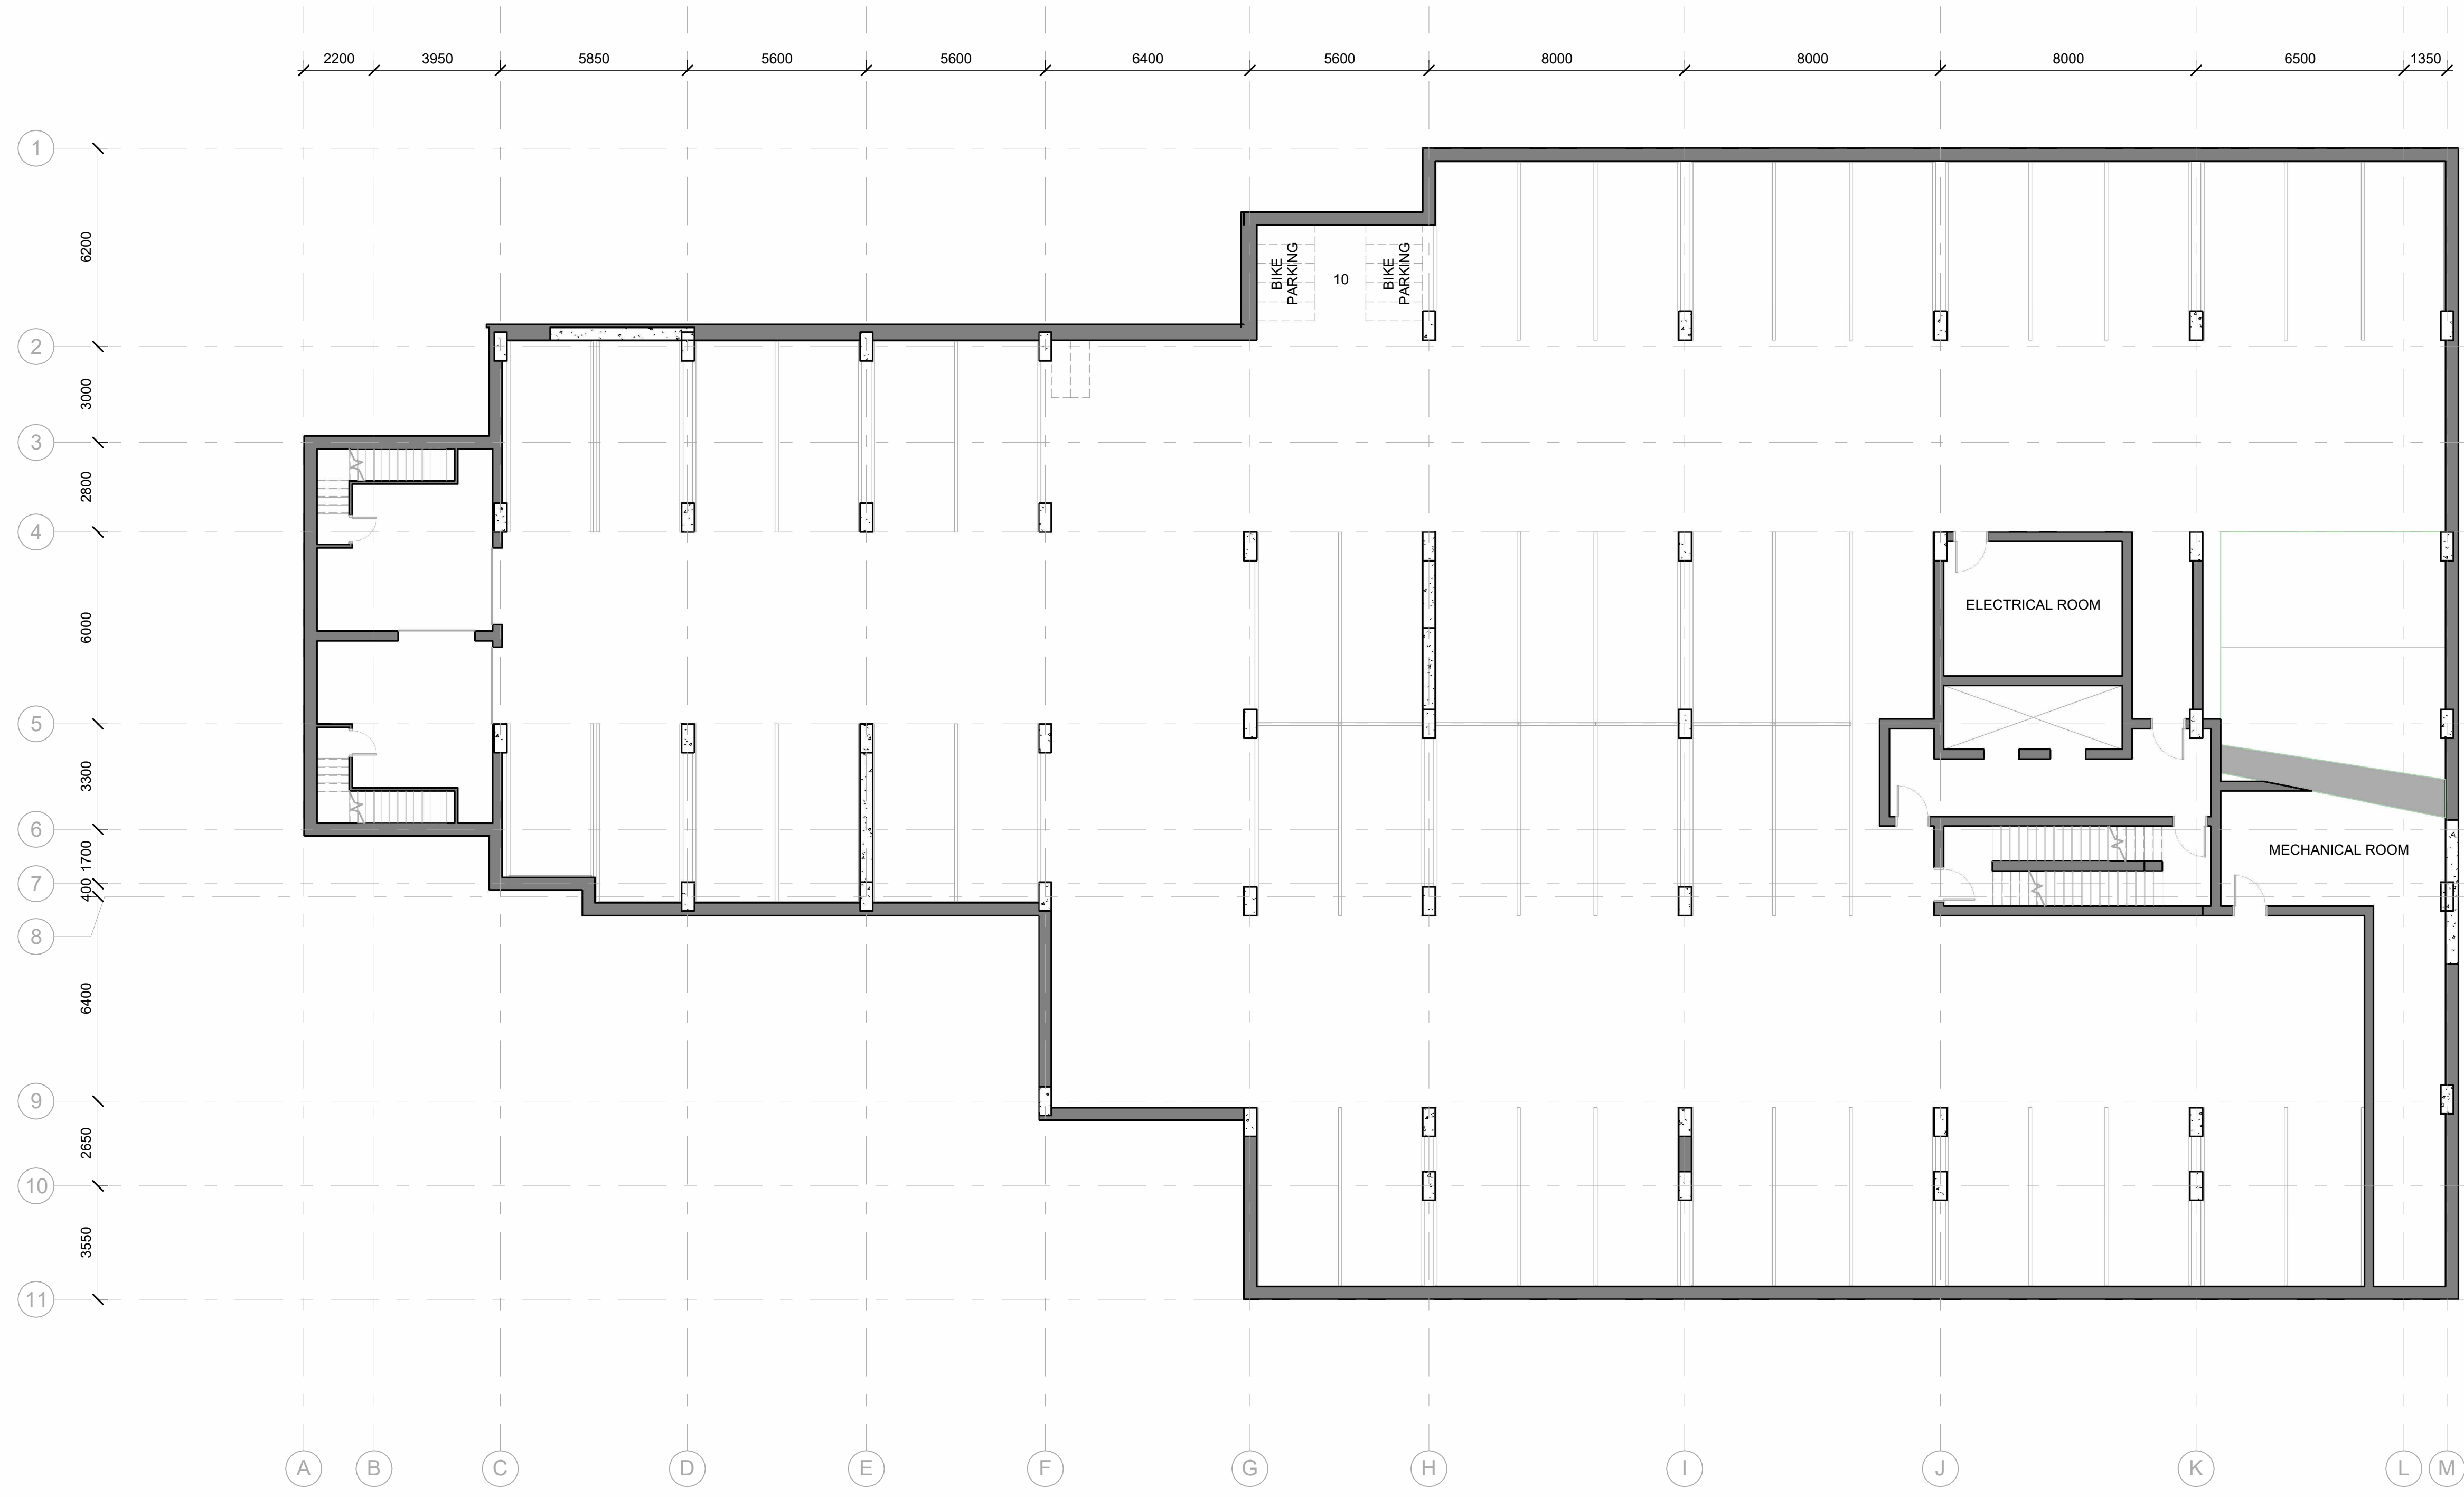 2200 3950 5850 5600 5600 6400 5600 8000 8000 8000 6500 1350
1
6200
BIKE
PARKING
10
BIKE
PARKING
2
3000
3
2800
4
6000
ELECTRICAL ROOM
5
3300
6
1700
MECHANICAL ROOM
7
400
8
6400
9
2650
10
3550
11
A B C D E F G H I J K L M